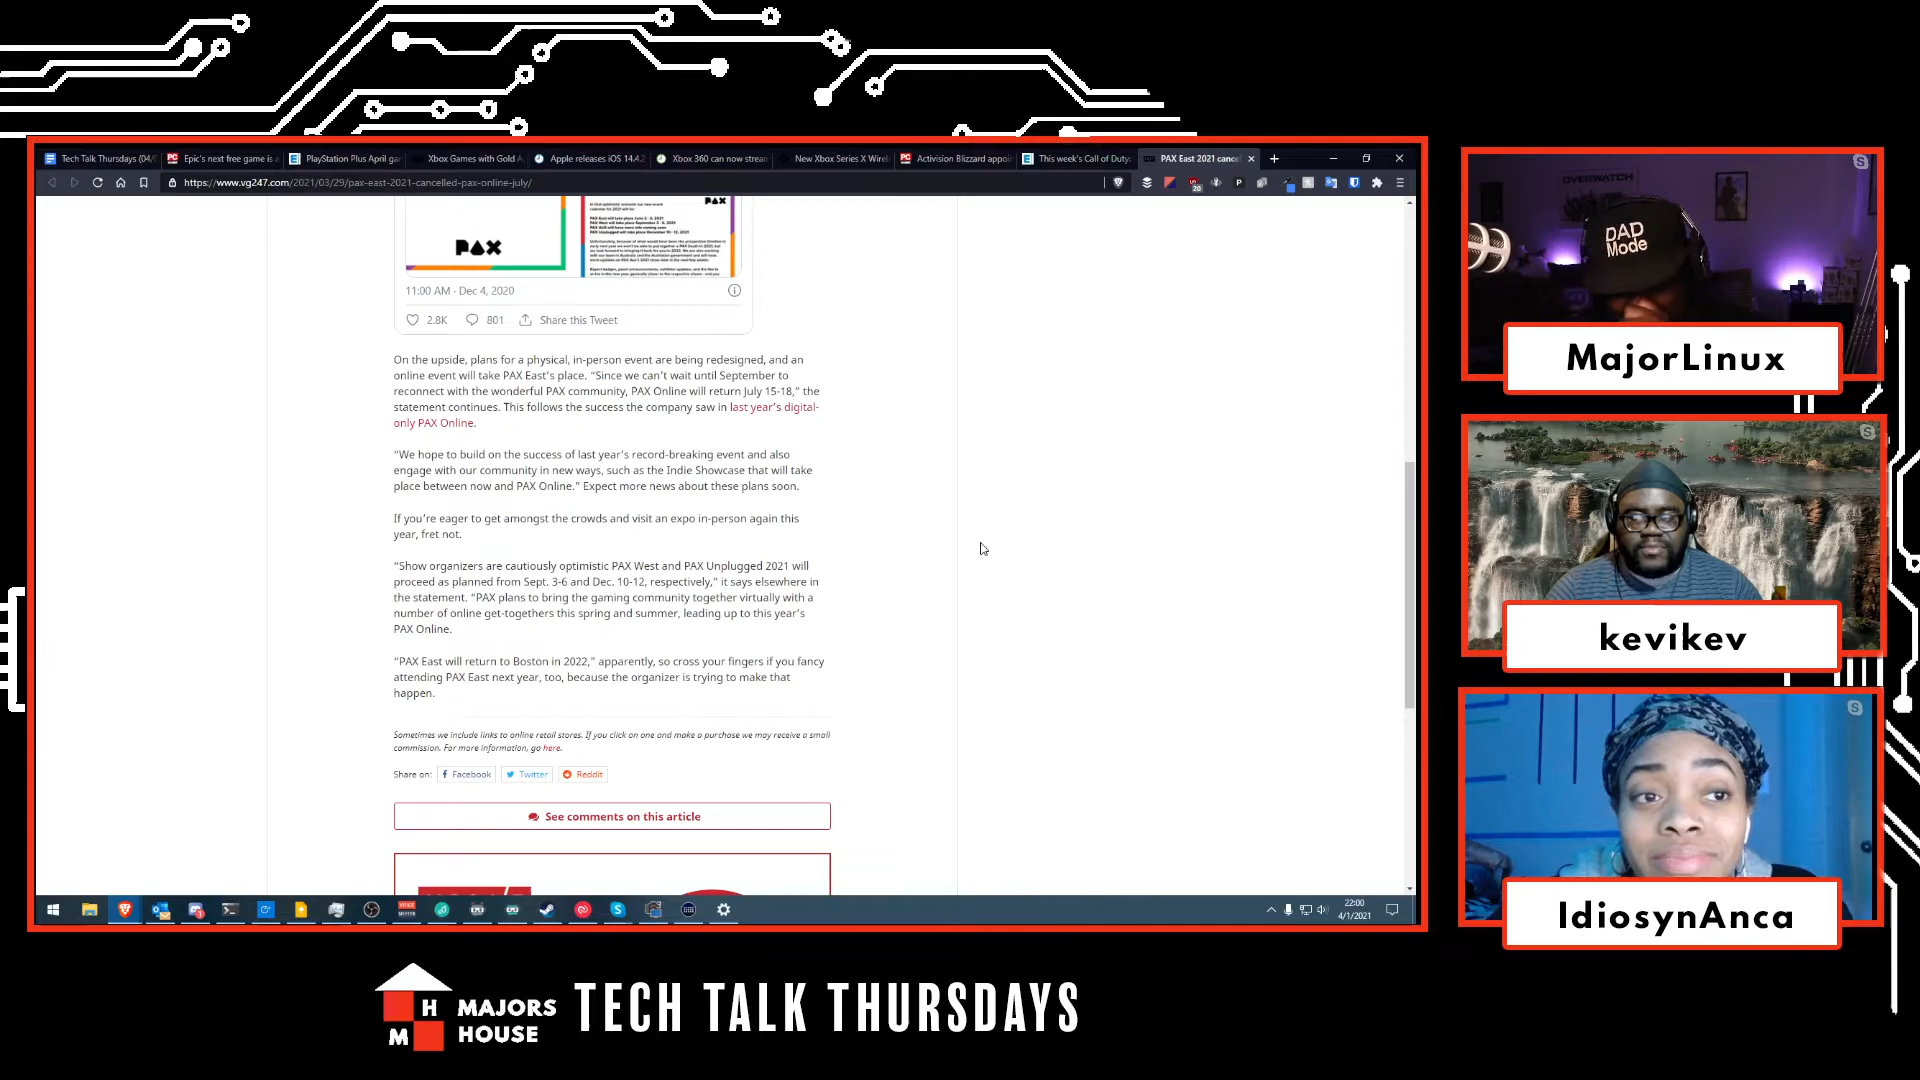 Tech Talk Thursdays (04/
Epic's next free game is a
PlayStation Plus April gam
Xbox Games with Gold A
Apple releases iOS 14.4.2
Xbox 360 can now stream
New Xbox Series X Wirel
Activision Blizzard appoi
This week's Call of Duty:
PAX East 2021 cancel
https://www.vg247.com/2021/03/29/pax-east-2021-cancelled-pax-online-july/
PAX
PAX
11:00 AM · Dec 4, 2020
2.8K 801 Share this Tweet
On the upside, plans for a physical, in-person event are being redesigned, and an
online event will take PAX East's place. “Since we can't wait until September to
reconnect with the wonderful PAX community, PAX Online will return July 15-18,” the
statement continues. This follows the success the company saw in last year's digital-
only PAX Online.
“We hope to build on the success of last year's record-breaking event and also
engage with our community in new ways, such as the Indie Showcase that will take
place between now and PAX Online.” Expect more news about these plans soon.
If you're eager to get amongst the crowds and visit an expo in-person again this
year, fret not.
“Show organizers are cautiously optimistic PAX West and PAX Unplugged 2021 will
proceed as planned from Sept. 3-6 and Dec. 10-12, respectively,” it says elsewhere in
the statement. “PAX plans to bring the gaming community together virtually with a
number of online get-togethers this spring and summer, leading up to this year's
PAX Online.
“PAX East will return to Boston in 2022,” apparently, so cross your fingers if you fancy
attending PAX East next year, too, because the organizer is trying to make that
happen.
Sometimes we include links to online retail stores. If you click on one and make a purchase we may receive a small
commission. For more information, go here.
Share on: Facebook Twitter Reddit
See comments on this article
22:00
4/1/2021
OVERWATCH
DAD
Mode
MajorLinux
kevikev
IdiosynAnca
H
M
MAJORS
HOUSE
TECH TALK THURSDAYS